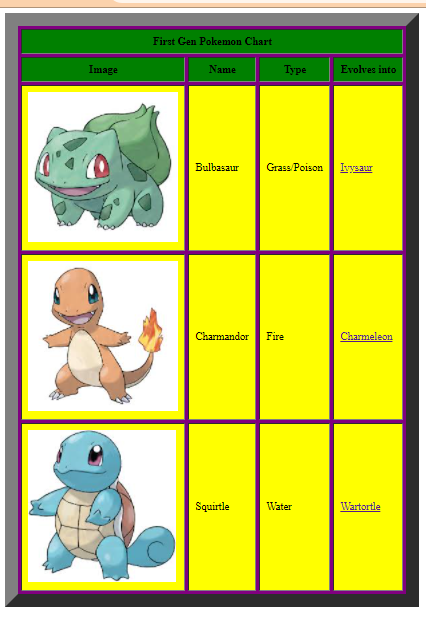 First Gen Pokemon Chart
Image Name Type Evolves into
Bulbasaur Grass/Poison Ivysaur
Charmandor Fire Charmeleon
Squirtle Water Wartortle